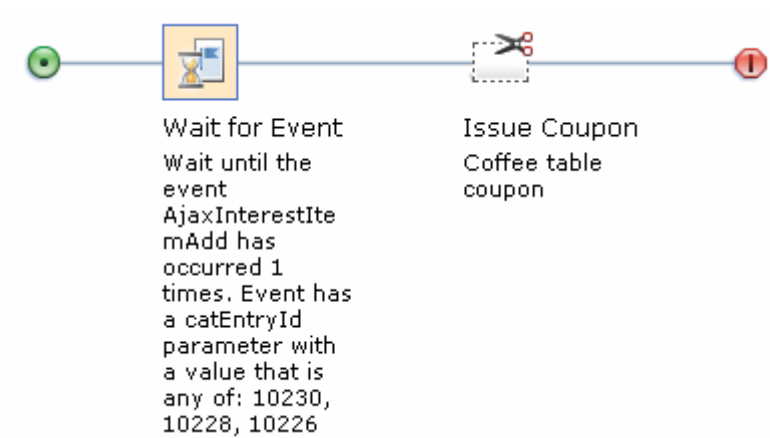 Wait for Event
Wait until the
event
AjaxInterestIte
mAdd has
occurred 1
times. Event has
a catEntryId
parameter with
a value that is
any of: 10230,
10228, 10226
Issue Coupon
Coffee table
coupon